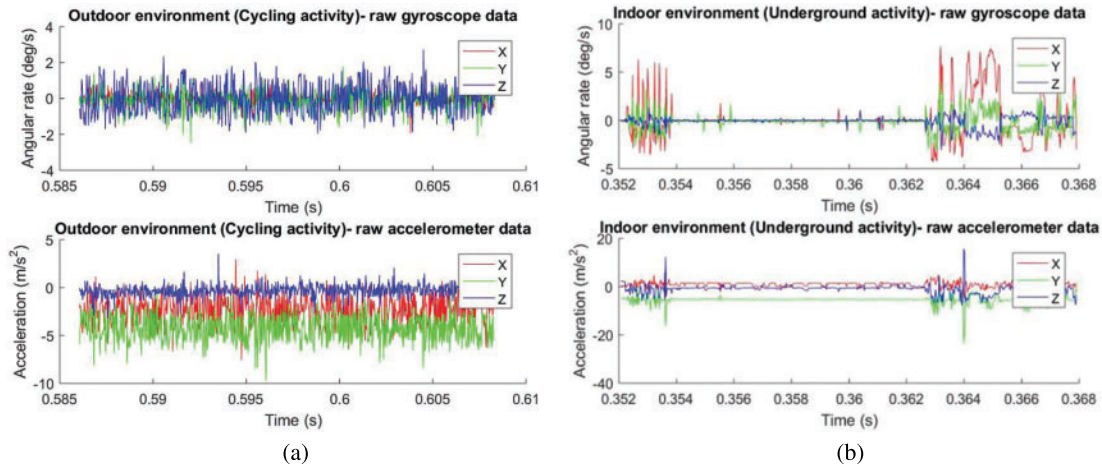 Outdoor environment (Cycling activity)- raw gyroscope data
Angular rate (deg/s)
4
2
0
-2
-4
X
Y
Z
0.585
0.59
0.595
0.6
0.605
0.61
Time (s)
Outdoor environment (Cycling activity)- raw accelerometer data
Acceleration (m/s²)
5
0
-5
-10
X
Y
Z
0.585
0.59
0.595
0.6
0.605
0.61
Time (s)
(a)
Indoor environment (Underground activity)- raw gyroscope data
Angular rate (deg/s)
10
5
0
-5
X
Y
Z
0.352
0.354
0.356
0.358
0.36
0.362
0.364
0.366
0.368
Time (s)
Indoor environment (Underground activity)- raw accelerometer data
Acceleration (m/s²)
20
0
-20
-40
X
Y
Z
0.352
0.354
0.356
0.358
0.36
0.362
0.364
0.366
0.368
Time (s)
(b)